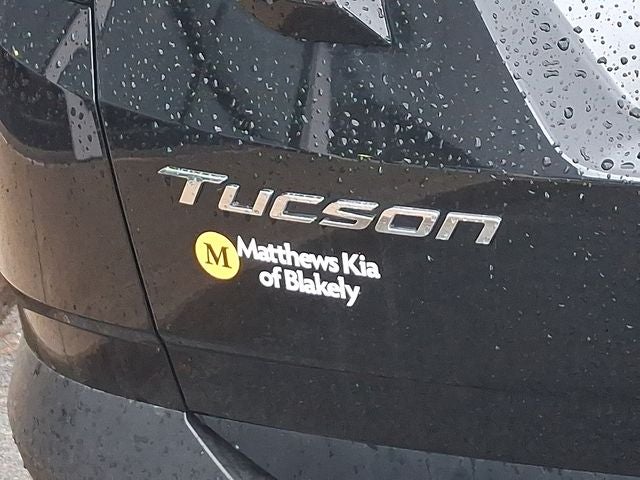 Tucson
M Matthews Kia
of Blakely